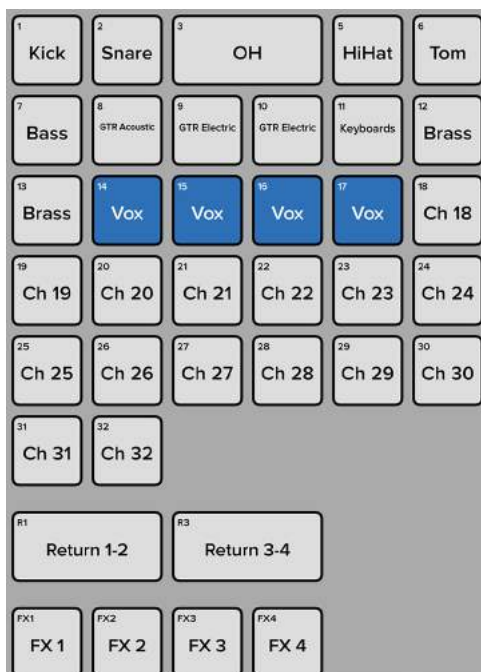 1 2 3 5 6
Kick Snare OH HiHat Tom
7 8 9 10 11 12
Bass GTR Acoustic GTR Electric GTR Electric Keyboards Brass
13 14 15 16 17 18
Brass Vox Vox Vox Vox Ch 18
19 20 21 22 23 24
Ch 19 Ch 20 Ch 21 Ch 22 Ch 23 Ch 24
25 26 27 28 29 30
Ch 25 Ch 26 Ch 27 Ch 28 Ch 29 Ch 30
31 32
Ch 31 Ch 32
R1 R3
Return 1-2 Return 3-4
FX1 FX2 FX3 FX4
FX 1 FX 2 FX 3 FX 4